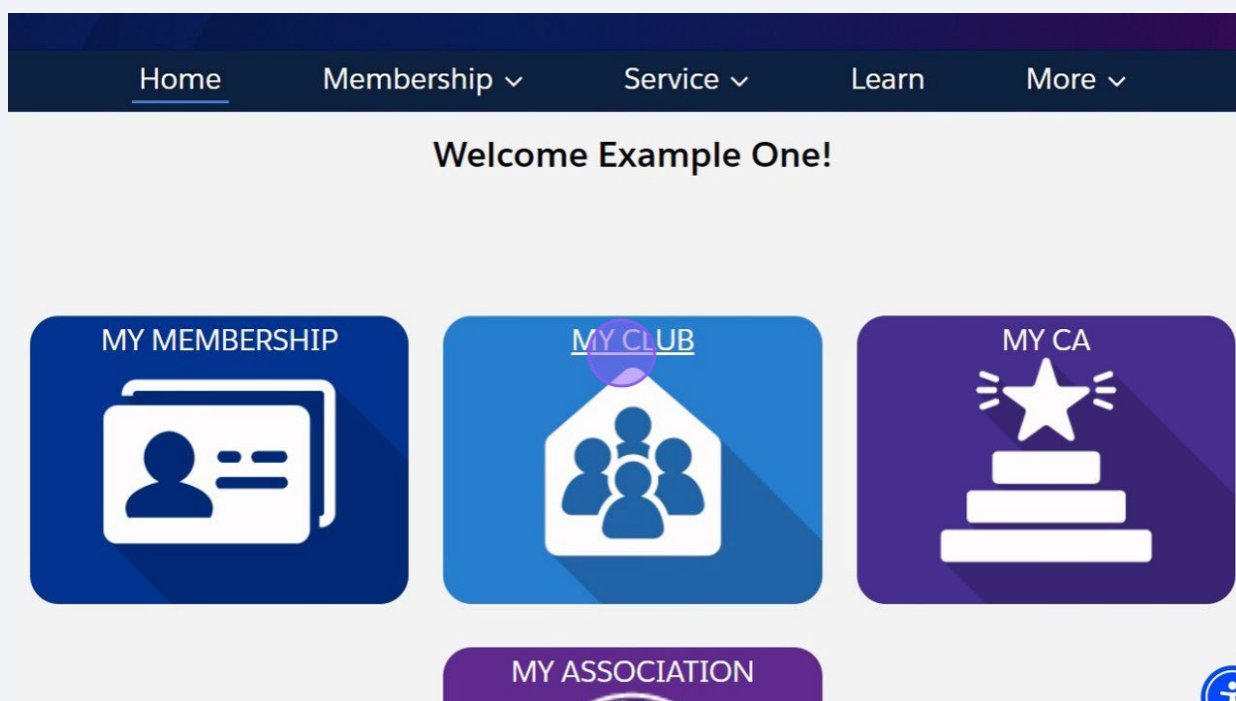 Home Membership Service Learn More
Welcome Example One!
MY MEMBERSHIP
MY CLUB
MY CA
MY ASSOCIATION